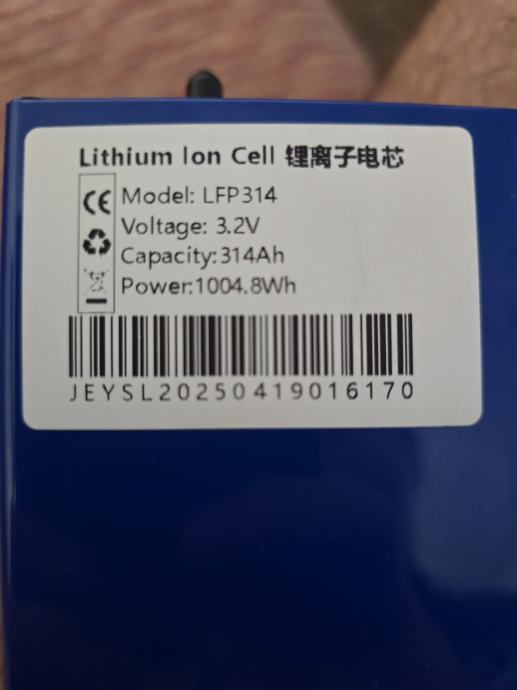 Lithium Ion Cell 锂离子电芯
CE
Model: LFP314
Voltage: 3.2V
Capacity:314Ah
Power:1004.8Wh
JEYSL20250419016170